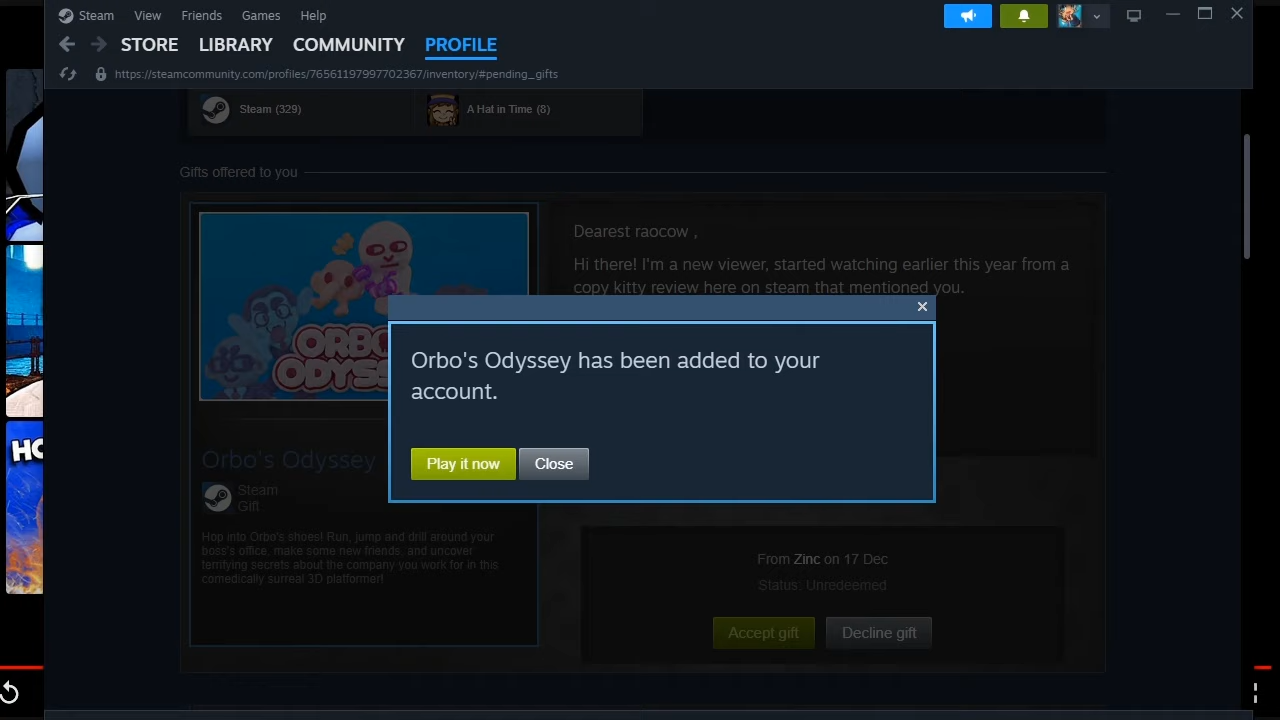 Steam View Friends Games Help
STORE LIBRARY COMMUNITY PROFILE
https://steamcommunity.com/profiles/76561197997702367/inventory/#pending_gifts
Steam (329) A Hat in Time (8)
Gifts offered to you
Dearest raocow ,
Hi there! I'm a new viewer, started watching earlier this year from a
copy kitty review here on steam that mentioned you.
Orbo's Odyssey has been added to your
account.
Play it now Close
Orbo's Odyssey
Steam
Gift
Hop into Orbo's shoes! Run, jump and drill around your
boss's office, make some new friends, and uncover
terrifying secrets about the company you work for in this
comedically surreal 3D platformer!
From Zinc on 17 Dec
Status: Unredeemed
Accept gift Decline gift